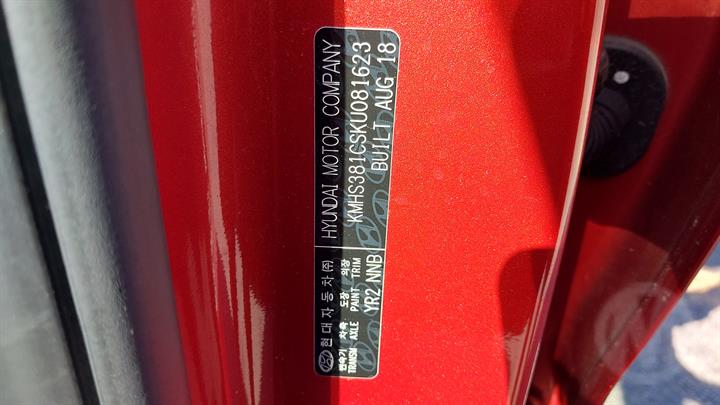 현대자동차(주) HYUNDAI MOTOR COMPANY
변속기 차축 도장 외장 KMHS381CSKU081623
TRANSM AXLE PAINT TRIM
YR2 NNB BUILT AUG 18